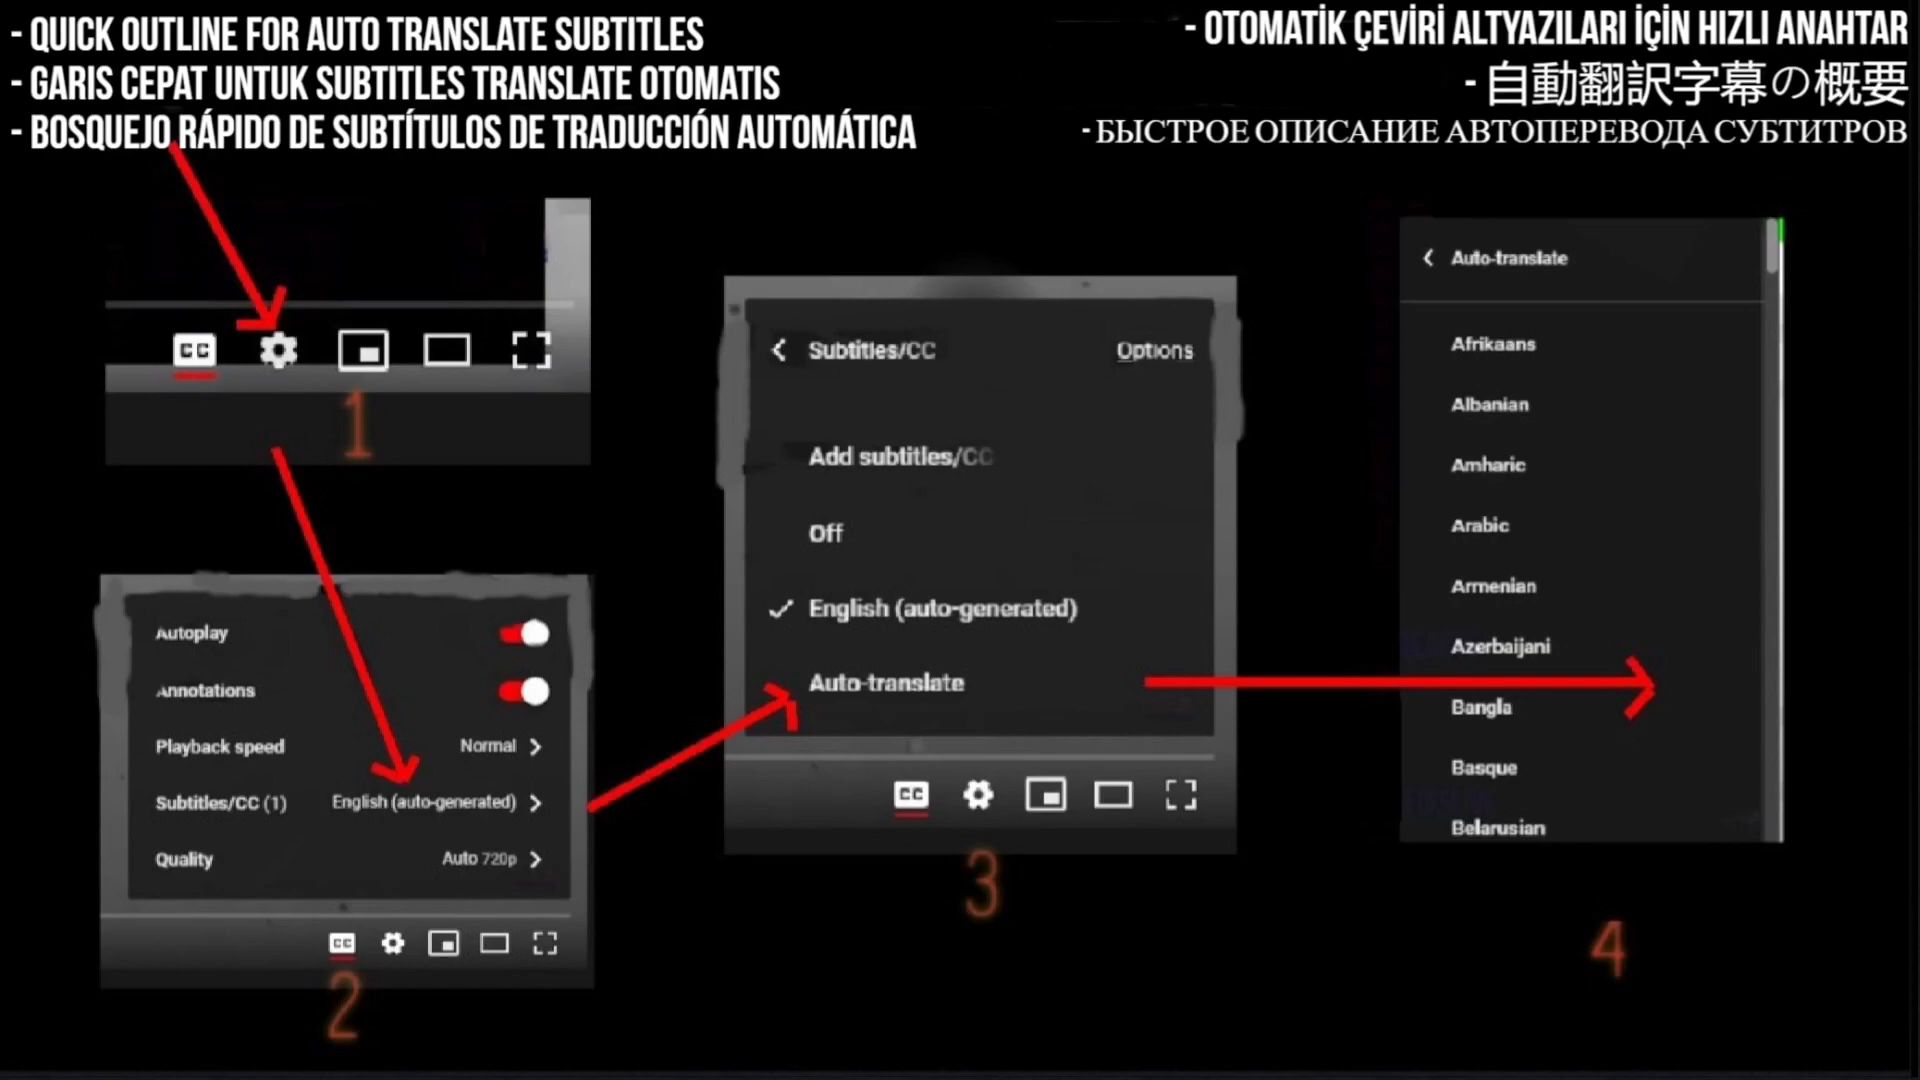 - QUICK OUTLINE FOR AUTO TRANSLATE SUBTITLES
- GARIS CEPAT UNTUK SUBTITLES TRANSLATE OTOMATIS
- BOSQUEJO RÁPIDO DE SUBTÍTULOS DE TRADUCCIÓN AUTOMÁTICA
- OTOMATİK ÇEVİRİ ALTYAZILARI İÇİN HIZLI ANAHTAR
- 自動翻訳字幕の概要
- БЫСТРОЕ ОПИСАНИЕ АВТОПЕРЕВОДА СУБТИТРОВ
CC
1
Autoplay
Annotations
Playback speed Normal
Subtitles/CC (1) English (auto-generated)
Quality Auto 720p
CC
2
Subtitles/CC Options
Add subtitles/CC
Off
English (auto-generated)
Auto-translate
CC
3
Auto-translate
Afrikaans
Albanian
Amharic
Arabic
Armenian
Azerbaijani
Bangla
Basque
Belarusian
4